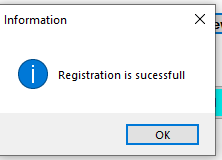 Information
Registration is sucessfull
OK